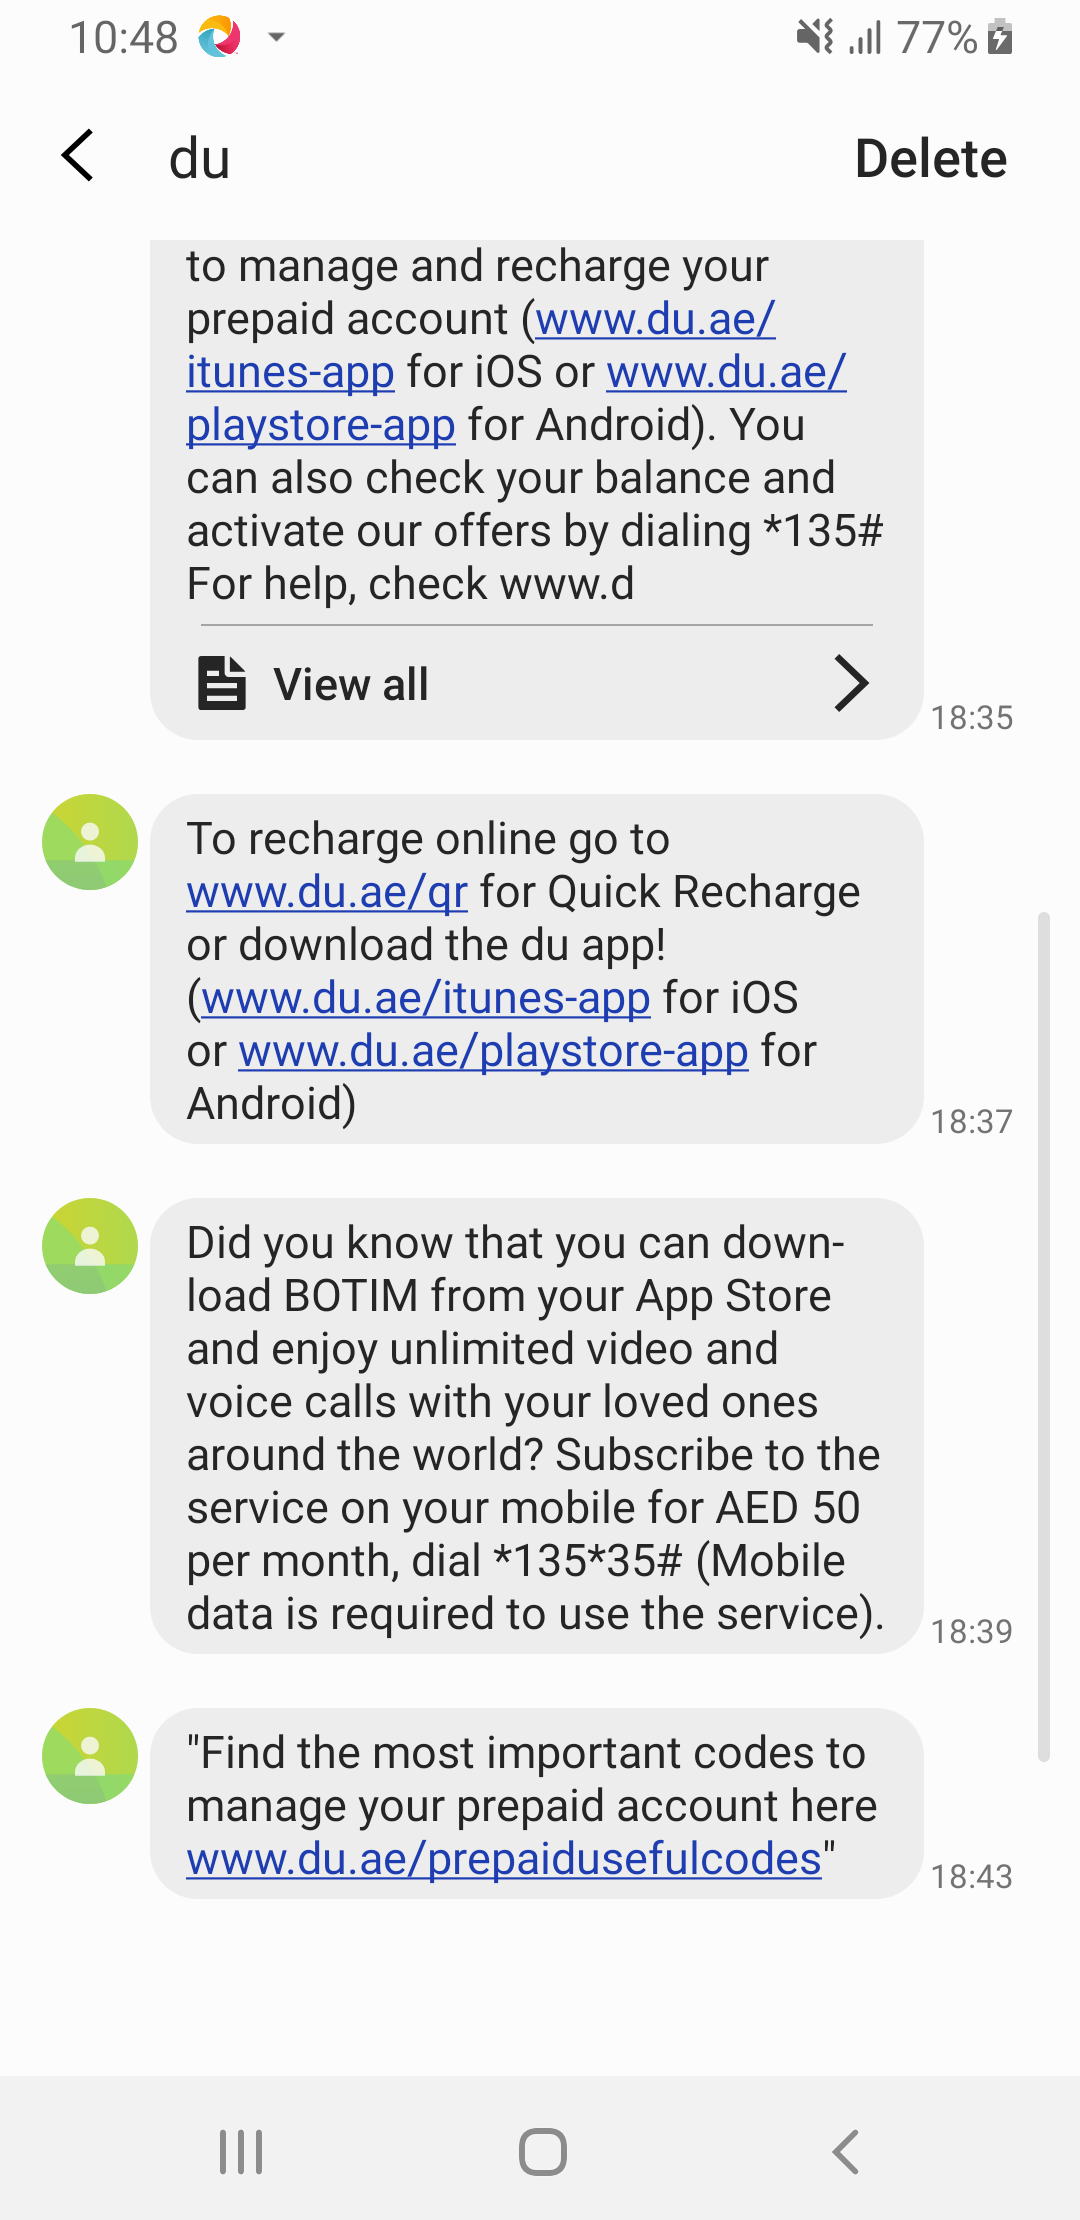 10:48
77%
du
Delete
to manage and recharge your
prepaid account (www.du.ae/
itunes-app for iOS or www.du.ae/
playstore-app for Android). You
can also check your balance and
activate our offers by dialing *135#
For help, check www.d
View all
18:35
To recharge online go to
www.du.ae/qr for Quick Recharge
or download the du app!
(www.du.ae/itunes-app for iOS
or www.du.ae/playstore-app for
Android)
18:37
Did you know that you can down-
load BOTIM from your App Store
and enjoy unlimited video and
voice calls with your loved ones
around the world? Subscribe to the
service on your mobile for AED 50
per month, dial *135*35# (Mobile
data is required to use the service).
18:39
"Find the most important codes to
manage your prepaid account here
www.du.ae/prepaidusefulcodes"
18:43